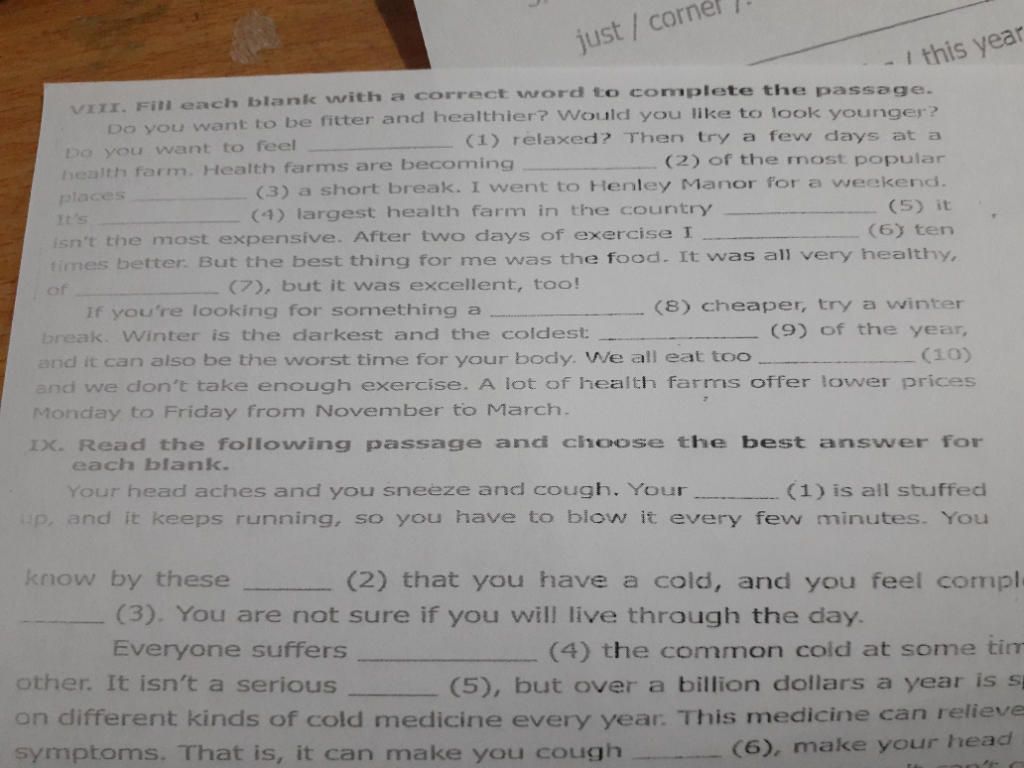 just / corner /.
/ this year
VIII. Fill each blank with a correct word to complete the passage.
Do you want to be fitter and healthier? Would you like to look younger?
Do you want to feel __________ (1) relaxed? Then try a few days at a
health farm. Health farms are becoming __________ (2) of the most popular
places __________ (3) a short break. I went to Henley Manor for a weekend.
It's __________ (4) largest health farm in the country __________ (5) it
isn't the most expensive. After two days of exercise I __________ (6) ten
times better. But the best thing for me was the food. It was all very healthy,
of __________ (7), but it was excellent, too!
If you're looking for something a __________ (8) cheaper, try a winter
break. Winter is the darkest and the coldest __________ (9) of the year,
and it can also be the worst time for your body. We all eat too __________ (10)
and we don't take enough exercise. A lot of health farms offer lower prices
Monday to Friday from November to March.
IX. Read the following passage and choose the best answer for
each blank.
Your head aches and you sneeze and cough. Your ______ (1) is all stuffed
up, and it keeps running, so you have to blow it every few minutes. You
know by these ______ (2) that you have a cold, and you feel compl
______ (3). You are not sure if you will live through the day.
Everyone suffers __________ (4) the common cold at some tim
other. It isn't a serious ______ (5), but over a billion dollars a year is s
on different kinds of cold medicine every year. This medicine can relieve
symptoms. That is, it can make you cough ______ (6), make your head